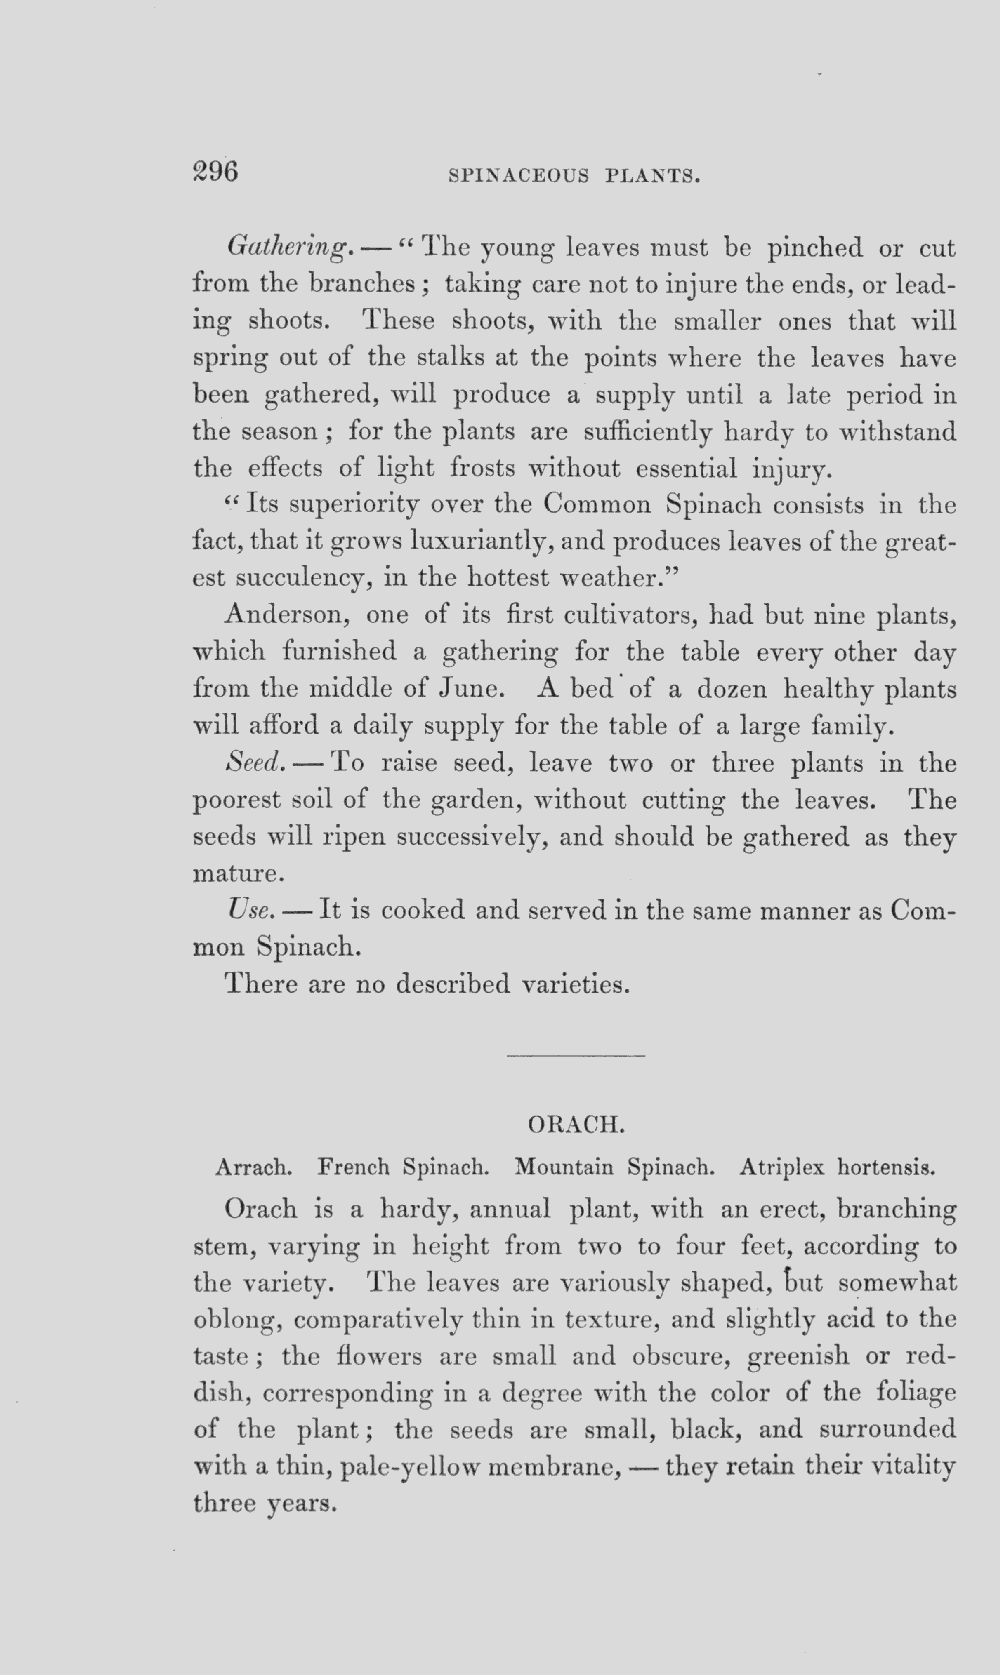 296
SPINACEOUS PLANTS.
Gathering. — “ The young leaves must be pinched or cut
from the branches ; taking care not to injure the ends, or lead-
ing shoots. These shoots, with the smaller ones that will
spring out of the stalks at the points where the leaves have
been gathered, will produce a supply until a late period in
the season ; for the plants are sufficiently hardy to withstand
the effects of light frosts without essential injury.
“ Its superiority over the Common Spinach consists in the
fact, that it grows luxuriantly, and produces leaves of the great-
est succulency, in the hottest weather.”
Anderson, one of its first cultivators, had but nine plants,
which furnished a gathering for the table every other day
from the middle of June. A bed of a dozen healthy plants
will afford a daily supply for the table of a large family.
Seed. — To raise seed, leave two or three plants in the
poorest soil of the garden, without cutting the leaves. The
seeds will ripen successively, and should be gathered as they
mature.
Use. — It is cooked and served in the same manner as Com-
mon Spinach.
There are no described varieties.
ORACH.
Arrach. French Spinach. Mountain Spinach. Atriplex hortensis.
Orach is a hardy, annual plant, with an erect, branching
stem, varying in height from two to four feet, according to
the variety. The leaves are variously shaped, but somewhat
oblong, comparatively thin in texture, and slightly acid to the
taste ; the flowers are small and obscure, greenish or red-
dish, corresponding in a degree with the color of the foliage
of the plant ; the seeds are small, black, and surrounded
with a thin, pale-yellow membrane, — they retain their vitality
three years.